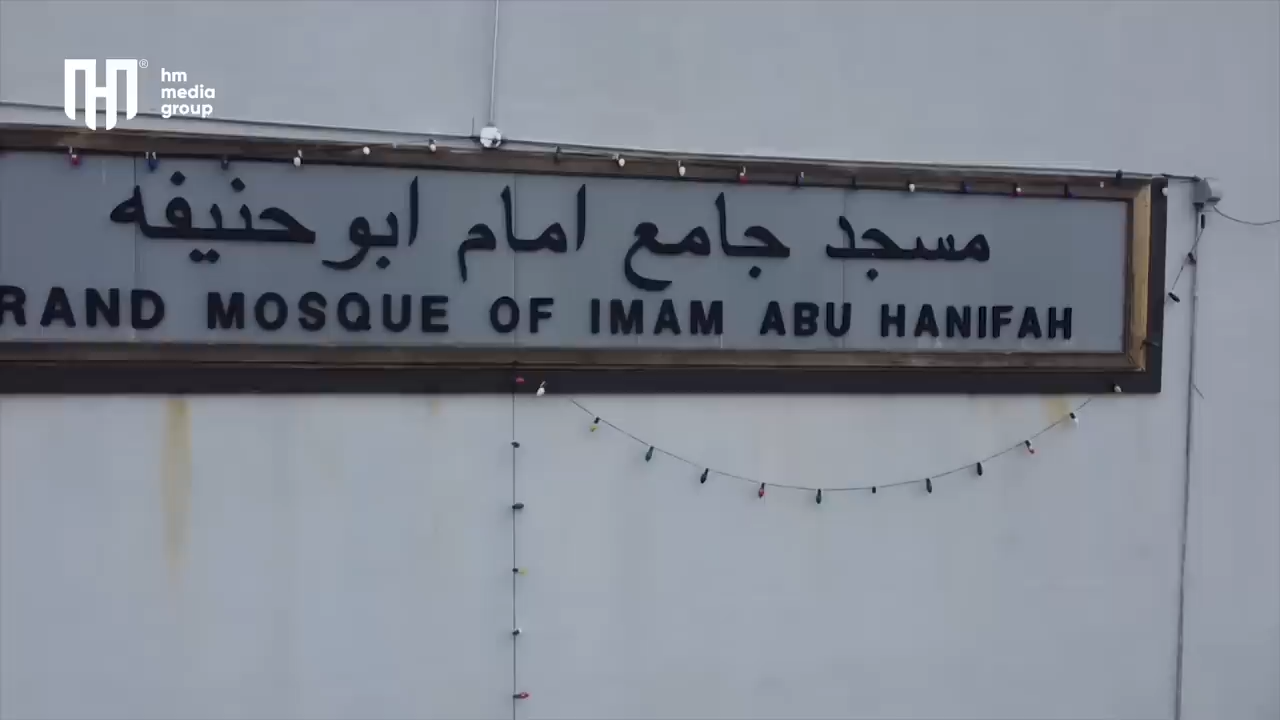 hm
media
group
مسجد جامع امام ابو حنيفه
RAND MOSQUE OF IMAM ABU HANIFAH